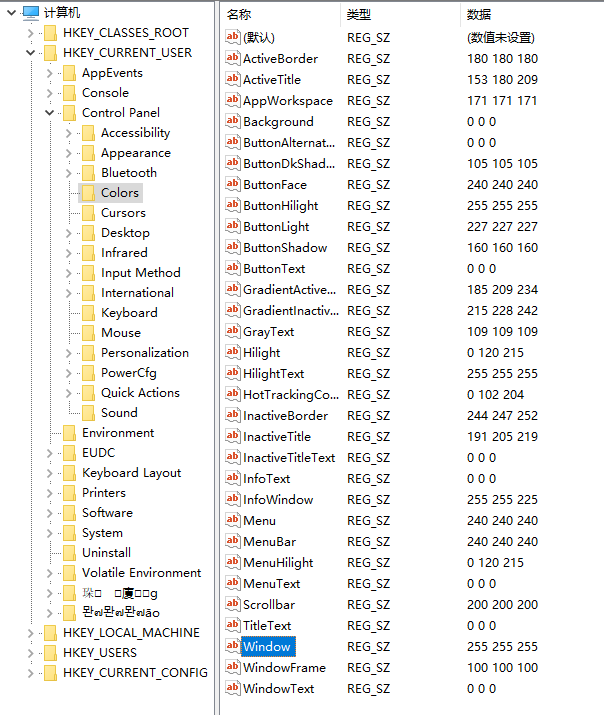 计算机
HKEY_CLASSES_ROOT
HKEY_CURRENT_USER
AppEvents
Console
Control Panel
Accessibility
Appearance
Bluetooth
Colors
Cursors
Desktop
Infrared
Input Method
International
Keyboard
Mouse
Personalization
PowerCfg
Quick Actions
Sound
Environment
EUDC
Keyboard Layout
Printers
Software
System
Uninstall
Volatile Environment
HKEY_LOCAL_MACHINE
HKEY_USERS
HKEY_CURRENT_CONFIG
名称 类型 数据
(默认) REG_SZ (数值未设置)
ActiveBorder REG_SZ 180 180 180
ActiveTitle REG_SZ 153 180 209
AppWorkspace REG_SZ 171 171 171
Background REG_SZ 0 0 0
ButtonAlternat... REG_SZ 0 0 0
ButtonDkShad... REG_SZ 105 105 105
ButtonFace REG_SZ 240 240 240
ButtonHilight REG_SZ 255 255 255
ButtonLight REG_SZ 227 227 227
ButtonShadow REG_SZ 160 160 160
ButtonText REG_SZ 0 0 0
GradientActive... REG_SZ 185 209 234
GradientInactiv... REG_SZ 215 228 242
GrayText REG_SZ 109 109 109
Hilight REG_SZ 0 120 215
HilightText REG_SZ 255 255 255
HotTrackingCo... REG_SZ 0 102 204
InactiveBorder REG_SZ 244 247 252
InactiveTitle REG_SZ 191 205 219
InactiveTitleText REG_SZ 0 0 0
InfoText REG_SZ 0 0 0
InfoWindow REG_SZ 255 255 225
Menu REG_SZ 240 240 240
MenuBar REG_SZ 240 240 240
MenuHilight REG_SZ 0 120 215
MenuText REG_SZ 0 0 0
Scrollbar REG_SZ 200 200 200
TitleText REG_SZ 0 0 0
Window REG_SZ 255 255 255
WindowFrame REG_SZ 100 100 100
WindowText REG_SZ 0 0 0